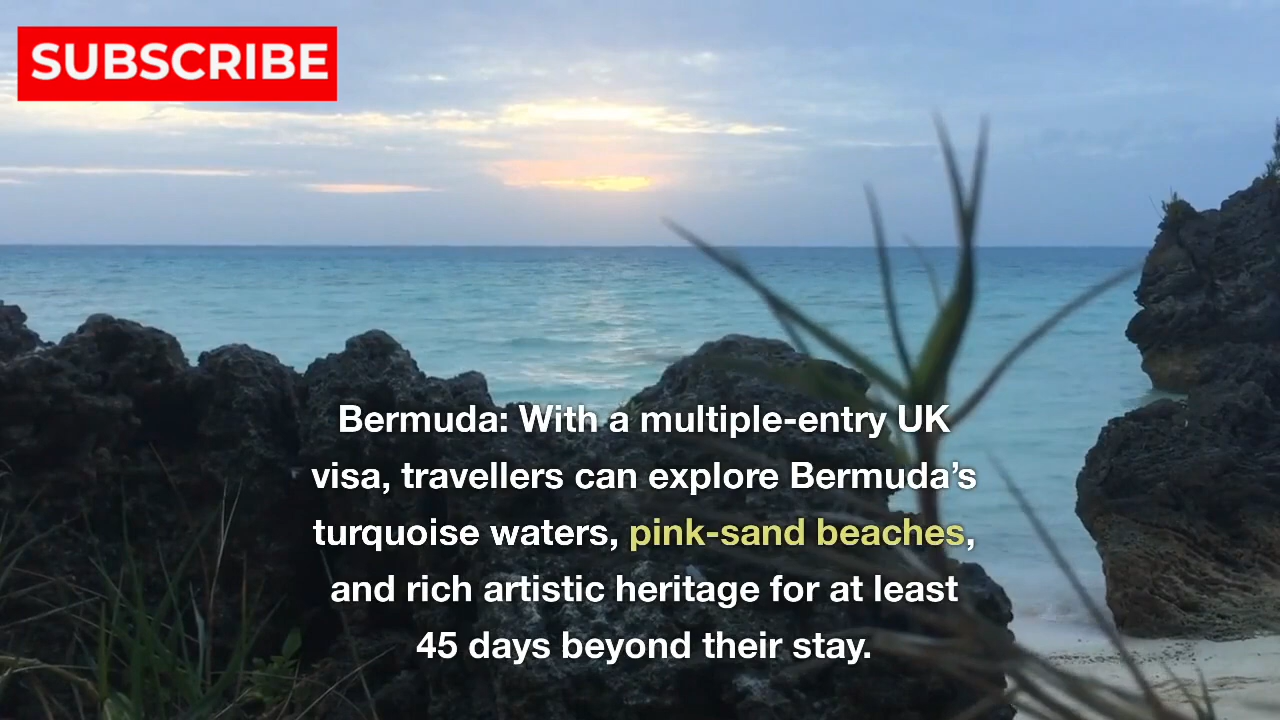 SUBSCRIBE
Bermuda: With a multiple-entry UK
visa, travellers can explore Bermuda’s
turquoise waters, pink-sand beaches,
and rich artistic heritage for at least
45 days beyond their stay.